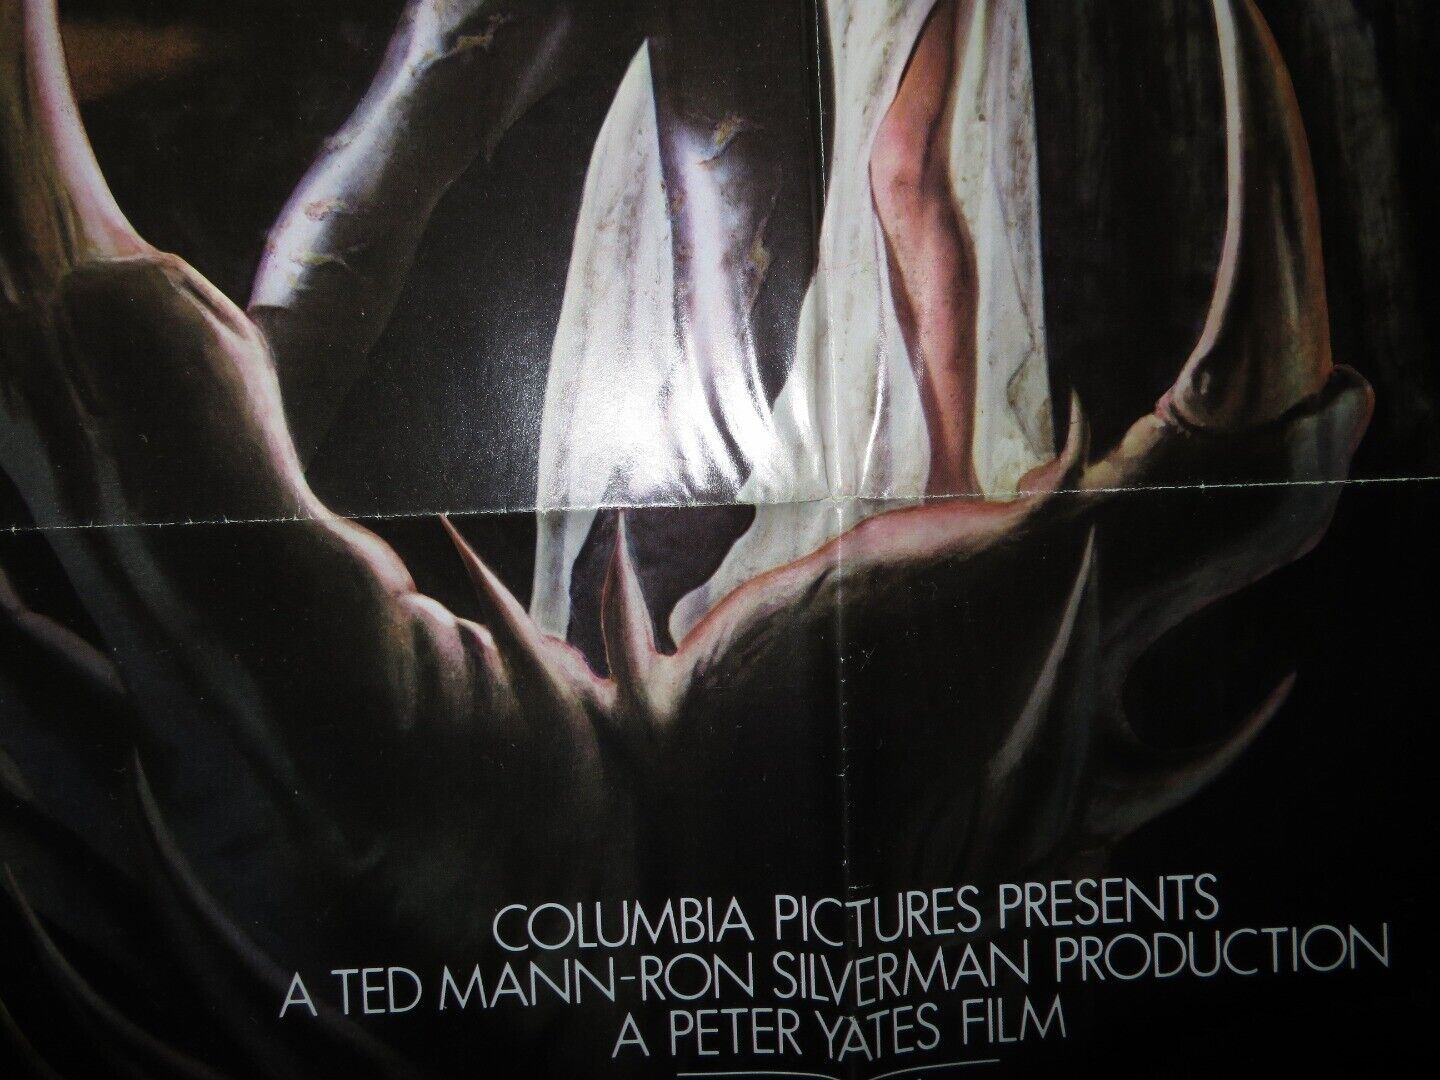 COLUMBIA PICTURES PRESENTS
A TED MANN-RON SILVERMAN PRODUCTION
A PETER YATES FILM